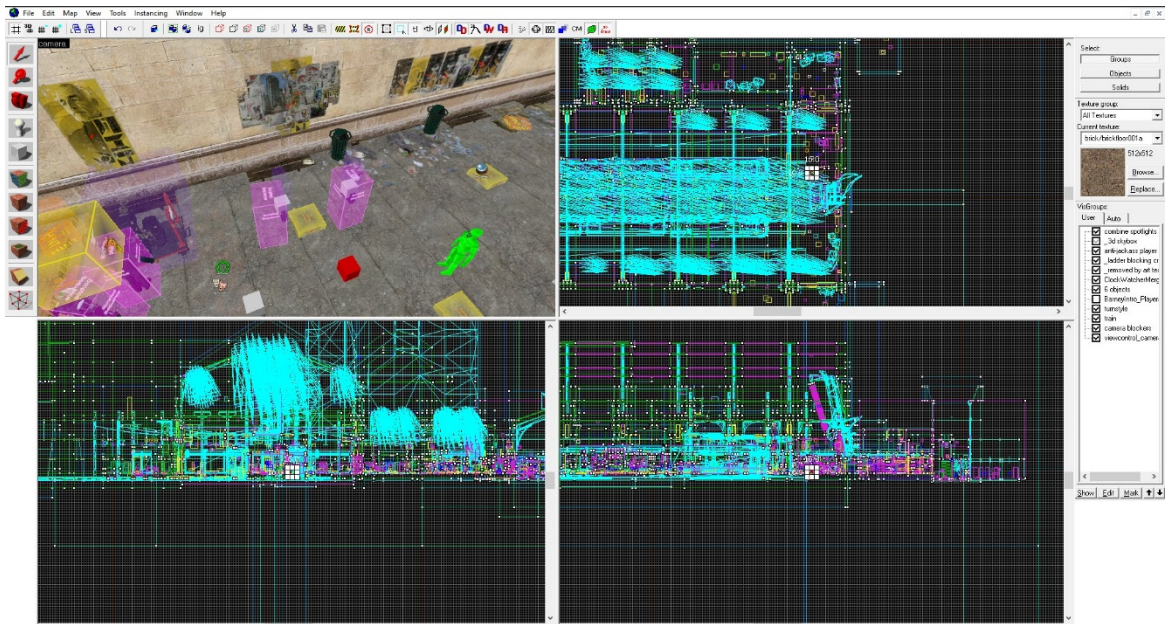 File Edit Map View Tools Instancing Window Help
camera
Select:
Groups
Objects
Solids
Texture group:
All Textures
Current texture:
brick/brickfloor001a
512x512
Browse...
Replace...
VisGroups:
User Auto
combine spotlights
_3d skybox
anti-jackass player
_ladder blocking cr
_removed by art tea
ClockWatcherMerg
6 objects
BarneyIntro_Player
turnstyle
train
camera blockers
viewcontrol_camer
Show Edit Mark